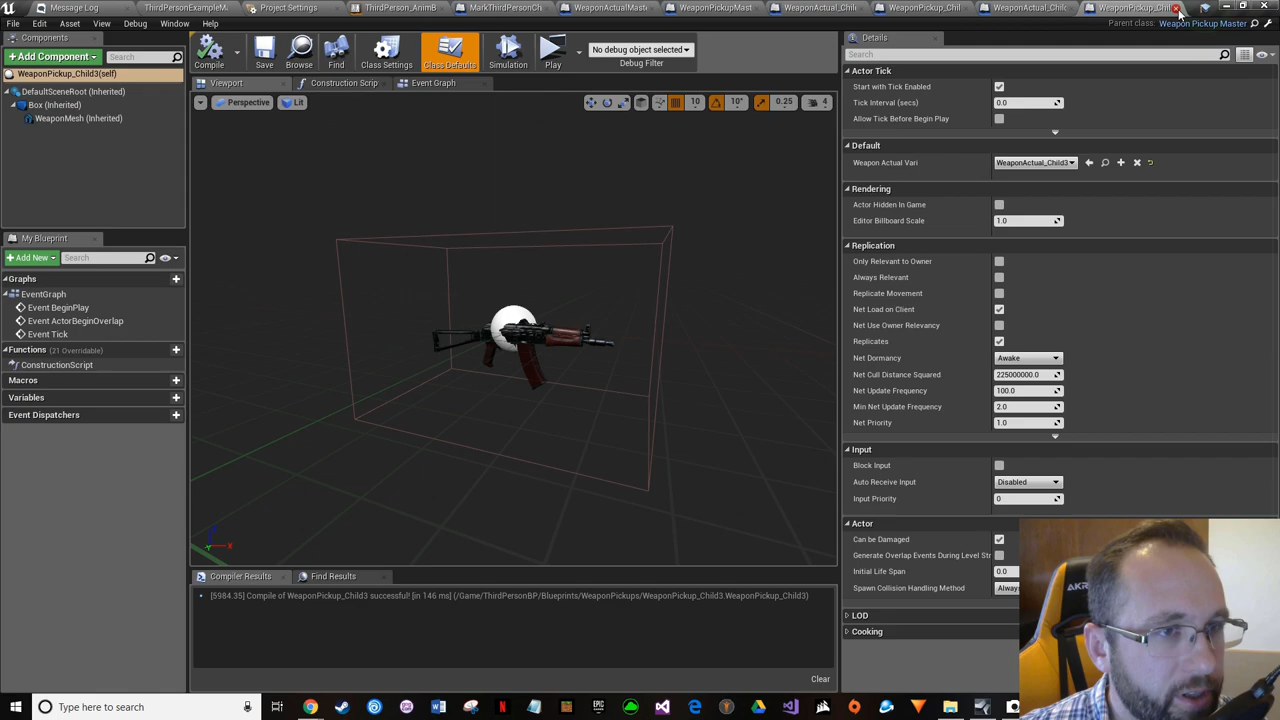 Message Log
ThirdPersonExampleMa
Project Settings
ThirdPerson_AnimB
MarkThirdPersonCh
WeaponActualMast
WeaponPickupMast
WeaponActual_Chil
WeaponPickup_Chil
WeaponActual_Chil
WeaponPickup_Chil
File Edit Asset View Debug Window Help
Parent class: Weapon Pickup Master
Components
Add Component Search
WeaponPickup_Child3(self)
DefaultSceneRoot (Inherited)
Box (Inherited)
WeaponMesh (Inherited)
Compile Save Browse Find Class Settings Class Defaults Simulation Play
No debug object selected
Debug Filter
Viewport Construction Scrip Event Graph
Perspective Lit
10 10° 0.25 4
My Blueprint
Add New Search
Graphs
EventGraph
Event BeginPlay
Event ActorBeginOverlap
Event Tick
Functions (21 Overridable)
ConstructionScript
Macros
Variables
Event Dispatchers
X
Compiler Results Find Results
[5984.35] Compile of WeaponPickup_Child3 successful! [in 146 ms] (/Game/ThirdPersonBP/Blueprints/WeaponPickups/WeaponPickup_Child3.WeaponPickup_Child3)
Clear
Details
Search
Actor Tick
Start with Tick Enabled
Tick Interval (secs) 0.0
Allow Tick Before Begin Play
Default
Weapon Actual Vari WeaponActual_Child3
Rendering
Actor Hidden In Game
Editor Billboard Scale 1.0
Replication
Only Relevant to Owner
Always Relevant
Replicate Movement
Net Load on Client
Net Use Owner Relevancy
Replicates
Net Dormancy Awake
Net Cull Distance Squared 225000000.0
Net Update Frequency 100.0
Min Net Update Frequency 2.0
Net Priority 1.0
Input
Block Input
Auto Receive Input Disabled
Input Priority 0
Actor
Can be Damaged
Generate Overlap Events During Level Str
Initial Life Span 0.0
Spawn Collision Handling Method Alway
LOD
Cooking
AKR
Type here to search